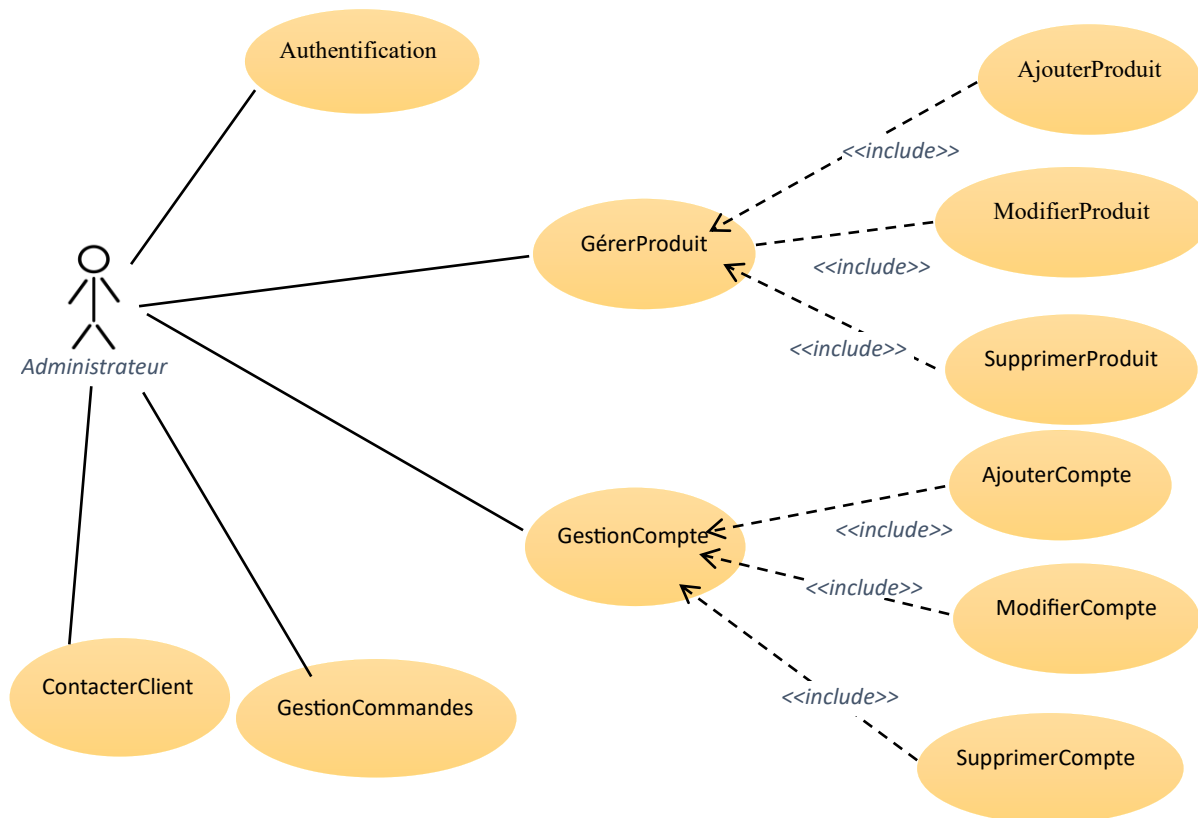 Authentification
AjouterProduit
<<include>>
ModifierProduit
GérerProduit
<<include>>
<<include>>
SupprimerProduit
Administrateur
AjouterCompte
<<include>>
GestionCompte
<<include>>
ModifierCompte
ContacterClient
GestionCommandes
<<include>>
SupprimerCompte